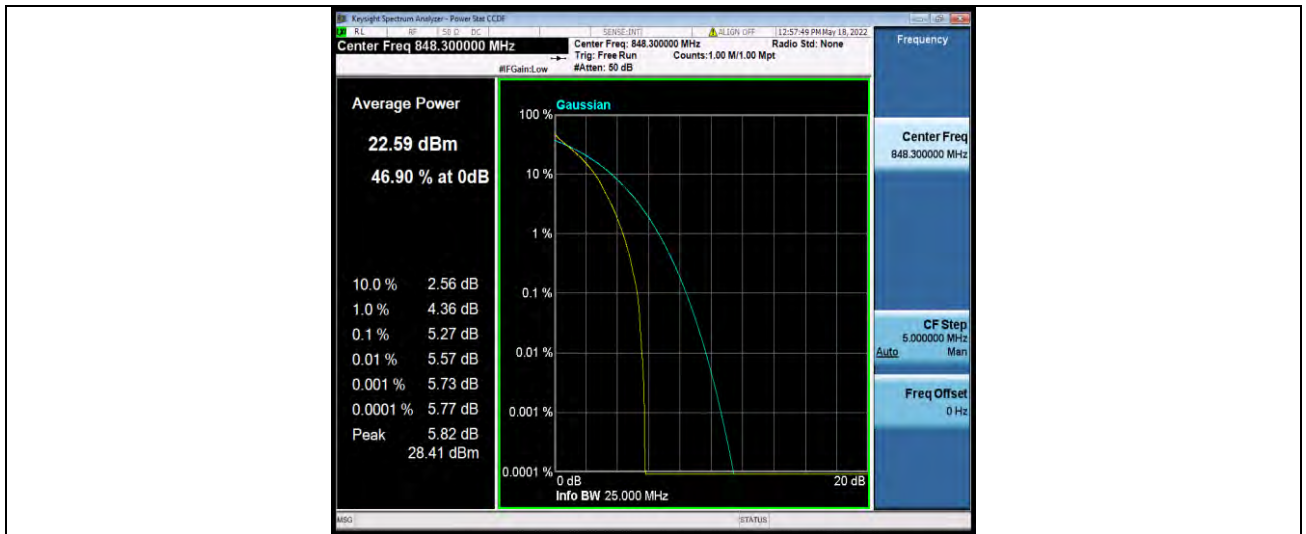 Keysight Spectrum Analyzer - Power Stat CCDF
RL RF 50 Ω DC SENSE:INT ALIGN OFF 12:57:49 PM May 18, 2022
Center Freq 848.300000 MHz
Center Freq: 848.300000 MHz Radio Std: None
Trig: Free Run Counts:1.00 M/1.00 Mpt
#IFGain:Low #Atten: 50 dB
Frequency
Average Power
22.59 dBm
46.90 % at 0dB
10.0 % 2.56 dB
1.0 % 4.36 dB
0.1 % 5.27 dB
0.01 % 5.57 dB
0.001 % 5.73 dB
0.0001 % 5.77 dB
Peak 5.82 dB
28.41 dBm
Gaussian
100 %
10 %
1 %
0.1 %
0.01 %
0.001 %
0.0001 %
0 dB 20 dB
Info BW 25.000 MHz
Center Freq
848.300000 MHz
CF Step
5.000000 MHz
Auto Man
Freq Offset
0 Hz
MSG STATUS